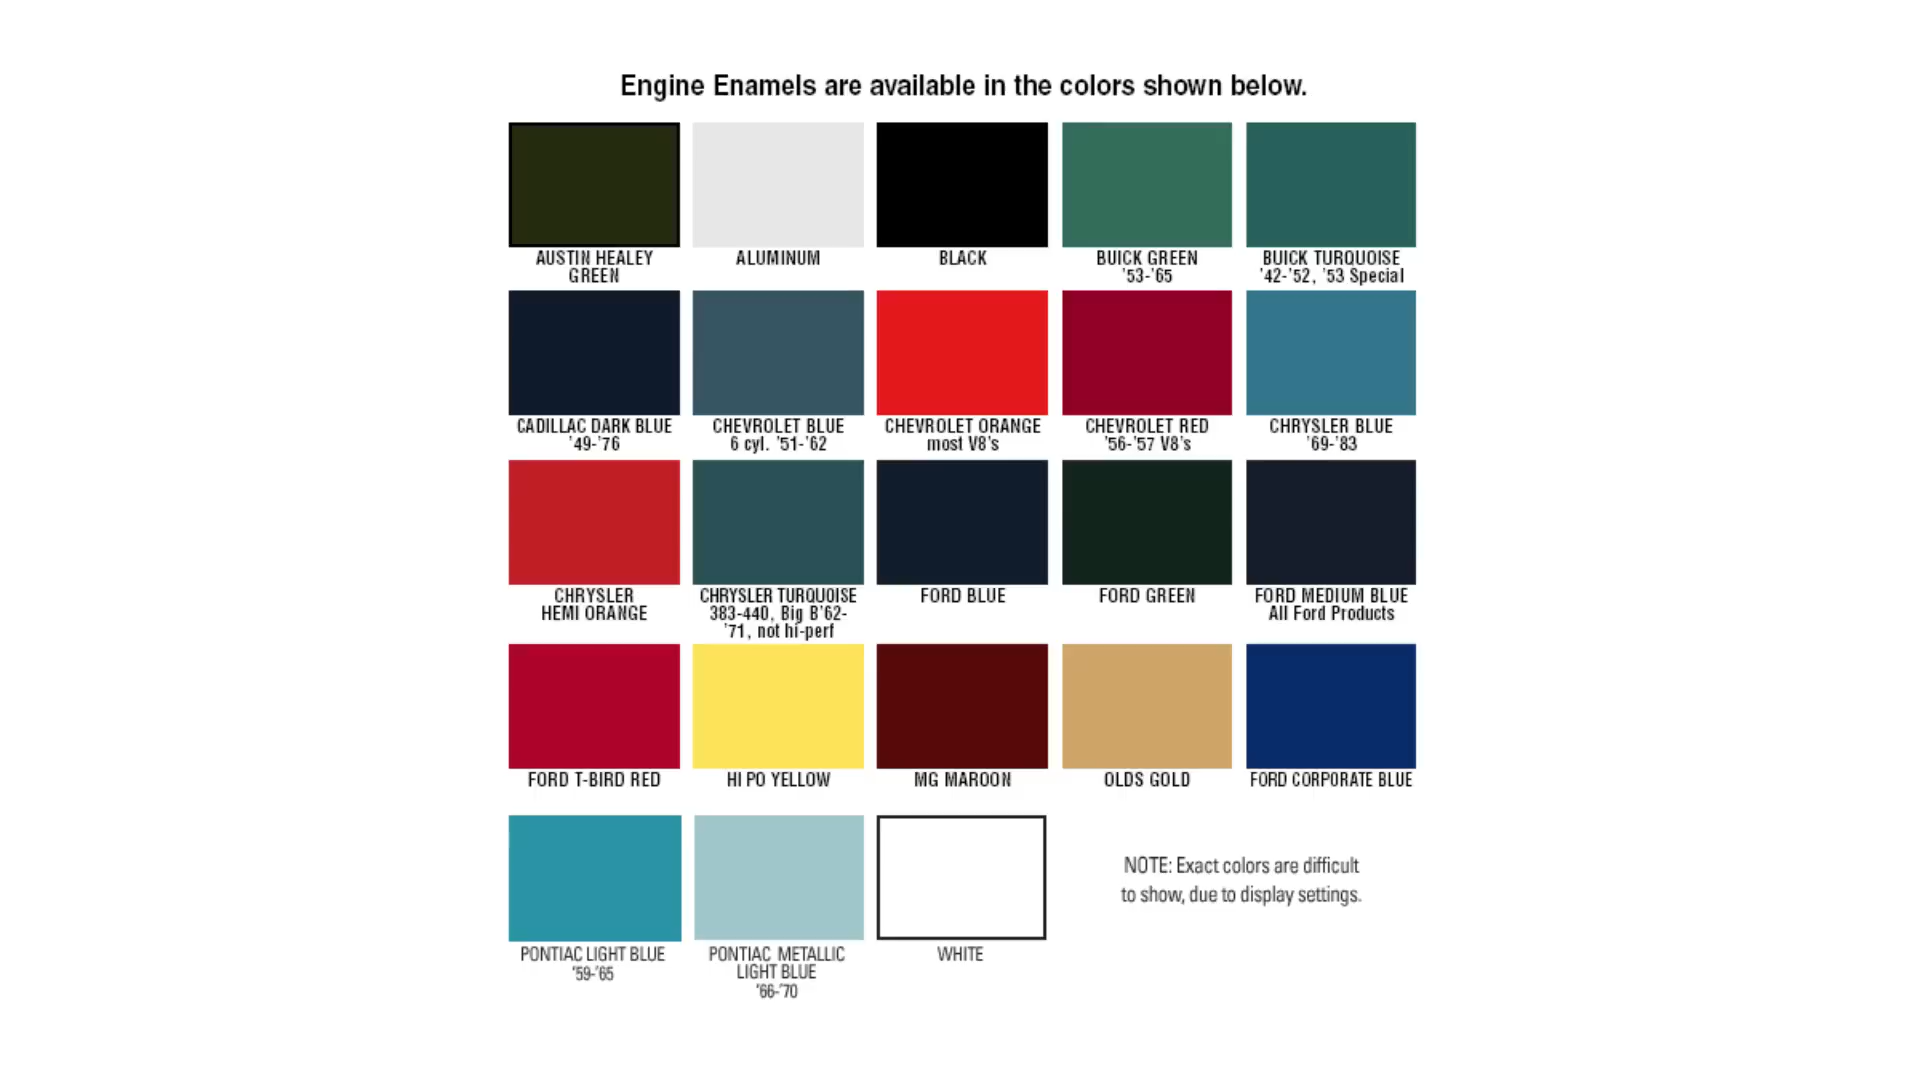 Engine Enamels are available in the colors shown below.
AUSTIN HEALEY
GREEN
ALUMINUM
BLACK
BUICK GREEN
'53-'65
BUICK TURQUOISE
'42-'52, '53 Special
CADILLAC DARK BLUE
'49-'76
CHEVROLET BLUE
6 cyl. '51-'62
CHEVROLET ORANGE
most V8's
CHEVROLET RED
'56-'57 V8's
CHRYSLER BLUE
'69-'83
CHRYSLER
HEMI ORANGE
CHRYSLER TURQUOISE
383-440, Big B'62-
'71, not hi-perf
FORD BLUE
FORD GREEN
FORD MEDIUM BLUE
All Ford Products
FORD T-BIRD RED
HI PO YELLOW
MG MAROON
OLDS GOLD
FORD CORPORATE BLUE
PONTIAC LIGHT BLUE
'59-'65
PONTIAC METALLIC
LIGHT BLUE
'66-'70
WHITE
NOTE: Exact colors are difficult
to show, due to display settings.